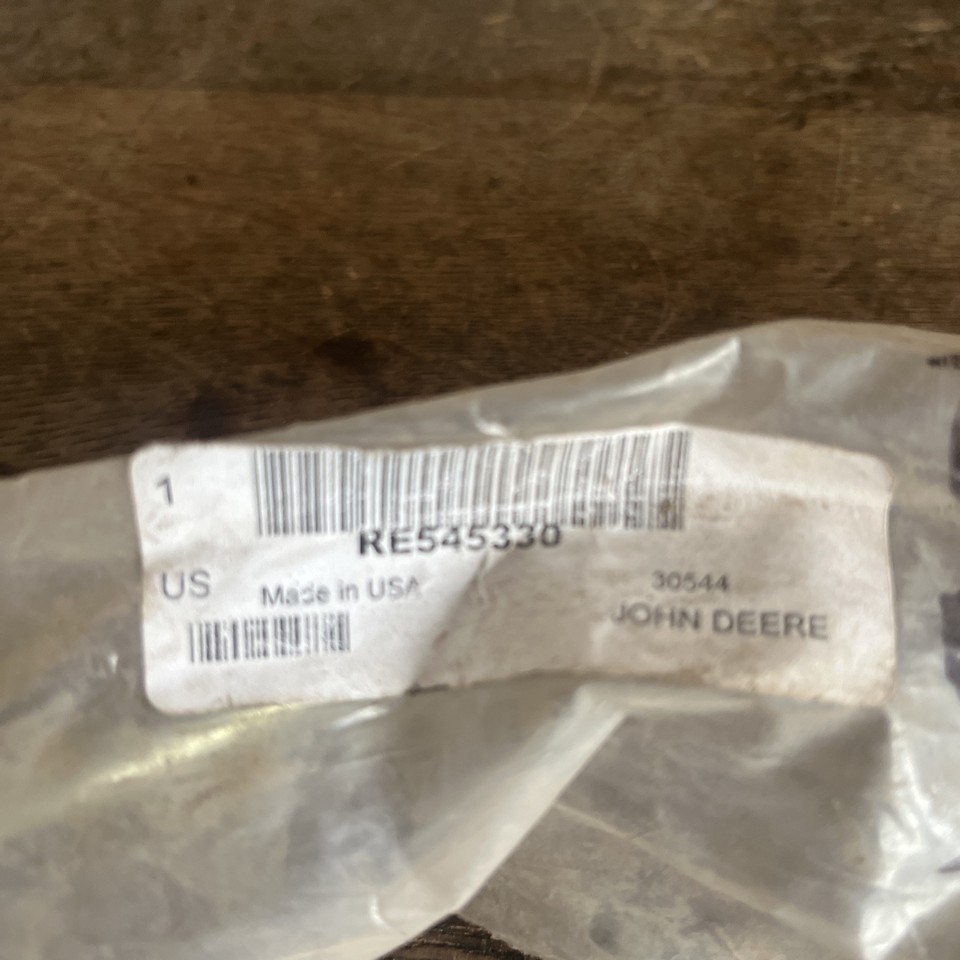 1
RE545330
US
Made in USA
30544
JOHN DEERE